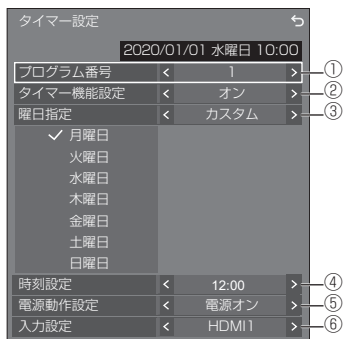 タイマー設定
2020/01/01 水曜日 10:00
プログラム番号 < 1 > ①
タイマー機能設定 < オン > ②
曜日指定 < カスタム > ③
✓ 月曜日
火曜日
水曜日
木曜日
金曜日
土曜日
日曜日
時刻設定 < 12:00 > ④
電源動作設定 < 電源オン > ⑤
入力設定 < HDMI1 > ⑥